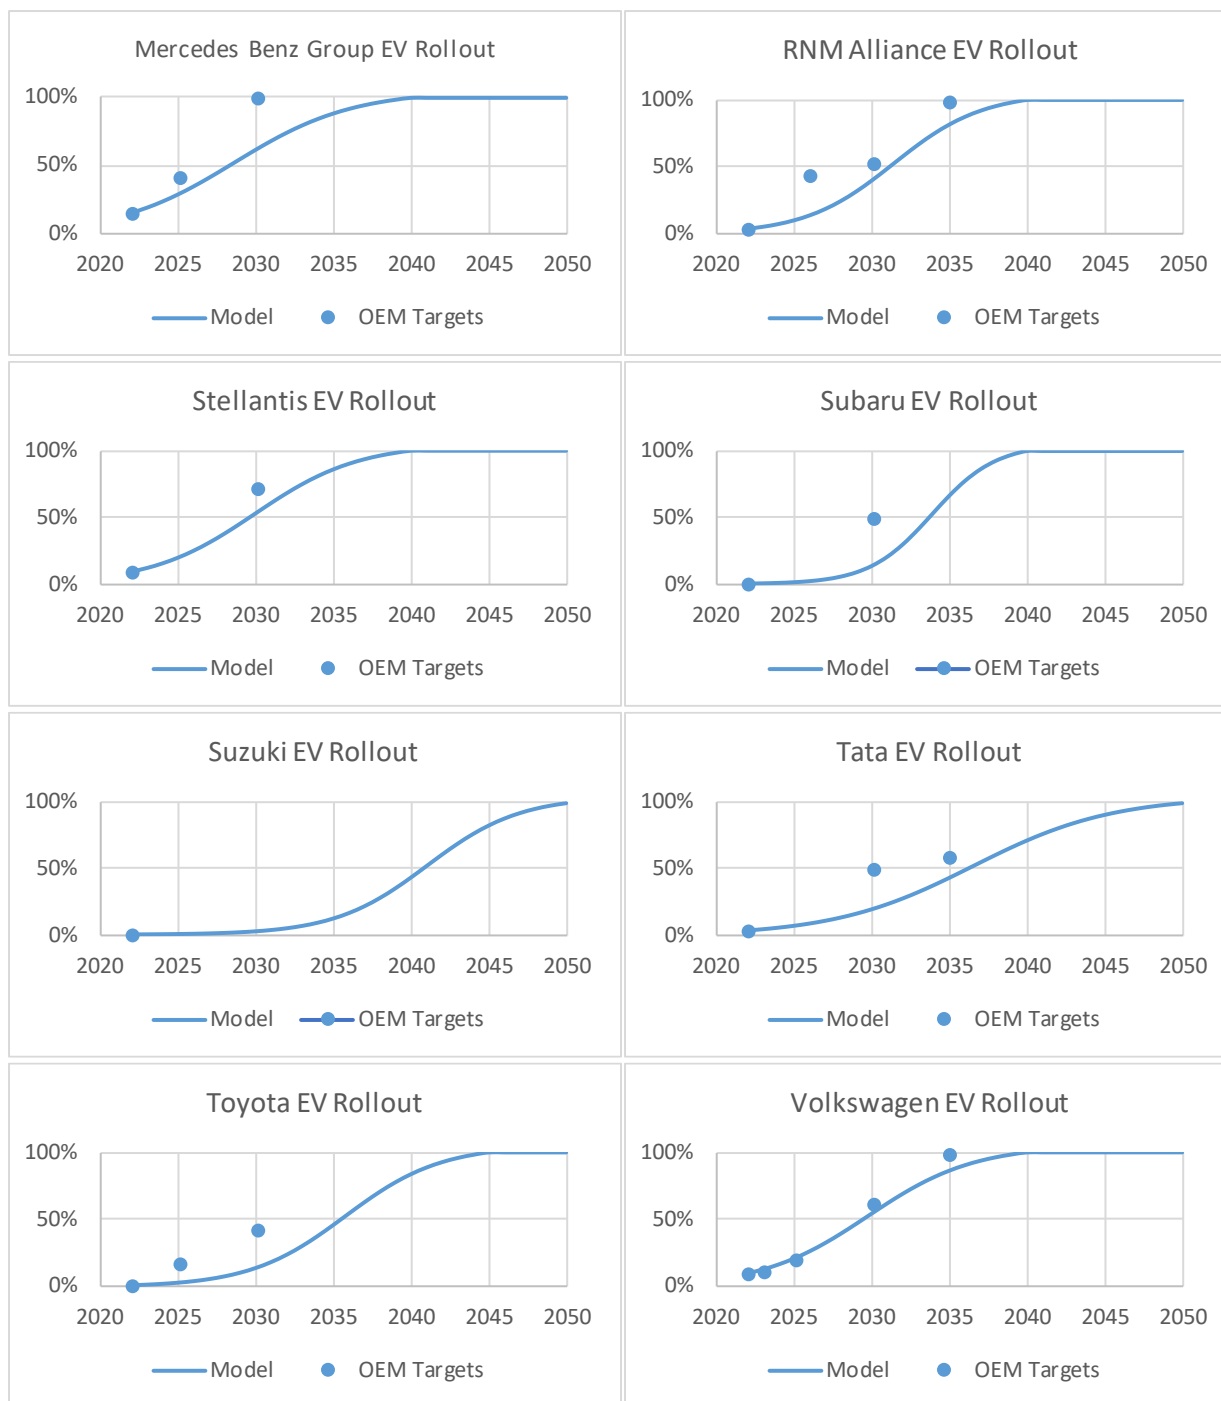 Mercedes Benz Group EV Rollout
100%
50%
0%
2020 2025 2030 2035 2040 2045 2050
Model OEM Targets
RNM Alliance EV Rollout
100%
50%
0%
2020 2025 2030 2035 2040 2045 2050
Model OEM Targets
Stellantis EV Rollout
100%
50%
0%
2020 2025 2030 2035 2040 2045 2050
Model OEM Targets
Subaru EV Rollout
100%
50%
0%
2020 2025 2030 2035 2040 2045 2050
Model OEM Targets
Suzuki EV Rollout
100%
50%
0%
2020 2025 2030 2035 2040 2045 2050
Model OEM Targets
Tata EV Rollout
100%
50%
0%
2020 2025 2030 2035 2040 2045 2050
Model OEM Targets
Toyota EV Rollout
100%
50%
0%
2020 2025 2030 2035 2040 2045 2050
Model OEM Targets
Volkswagen EV Rollout
100%
50%
0%
2020 2025 2030 2035 2040 2045 2050
Model OEM Targets